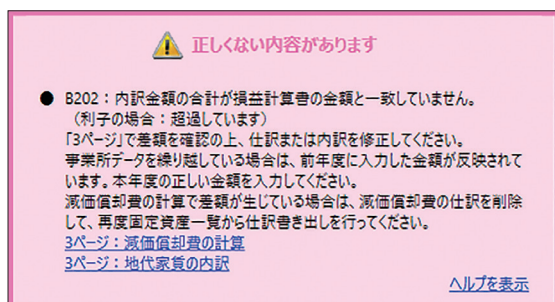 正しくない内容があります
● B202：内訳金額の合計が損益計算書の金額と一致していません。
（利子の場合：超過しています）
「3ページ」で差額を確認の上、仕訳または内訳を修正してください。
事業所データを繰り越している場合は、前年度に入力した金額が反映されて
います。本年度の正しい金額を入力してください。
減価償却費の計算で差額が生じている場合は、減価償却費の仕訳を削除
して、再度固定資産一覧から仕訳書き出しを行ってください。
3ページ：減価償却費の計算
3ページ：地代家賃の内訳
ヘルプを表示